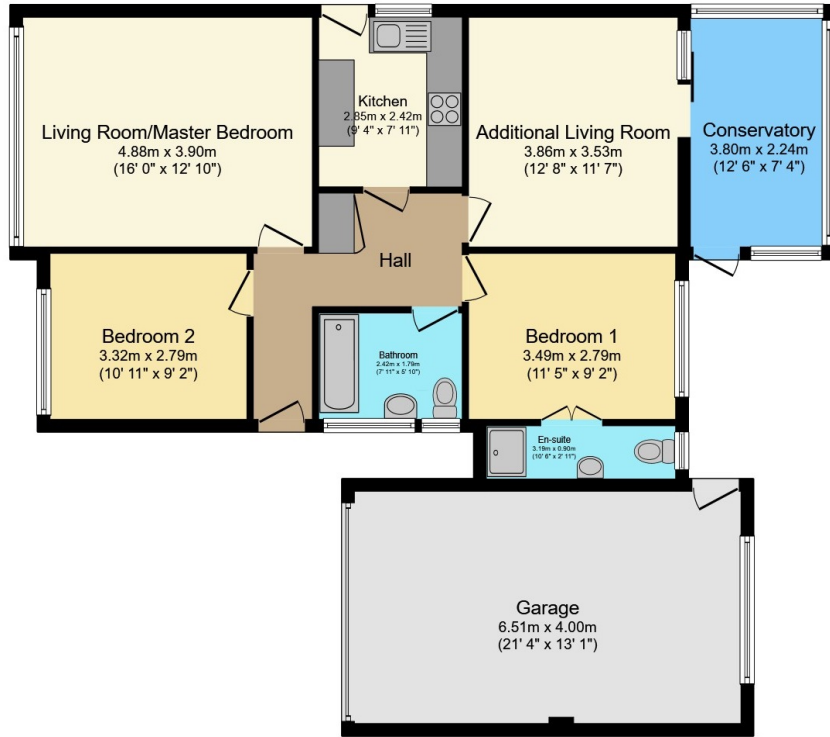 Living Room/Master Bedroom
4.88m x 3.90m
(16' 0" x 12' 10")
Kitchen
2.85m x 2.42m
(9' 4" x 7' 11")
Additional Living Room
3.86m x 3.53m
(12' 8" x 11' 7")
Conservatory
3.80m x 2.24m
(12' 6" x 7' 4")
Hall
Bedroom 2
3.32m x 2.79m
(10' 11" x 9' 2")
Bathroom
2.42m x 1.79m
(7' 11" x 5' 10")
Bedroom 1
3.49m x 2.79m
(11' 5" x 9' 2")
En-suite
3.19m x 0.90m
(10' 6" x 2' 11")
Garage
6.51m x 4.00m
(21' 4" x 13' 1")